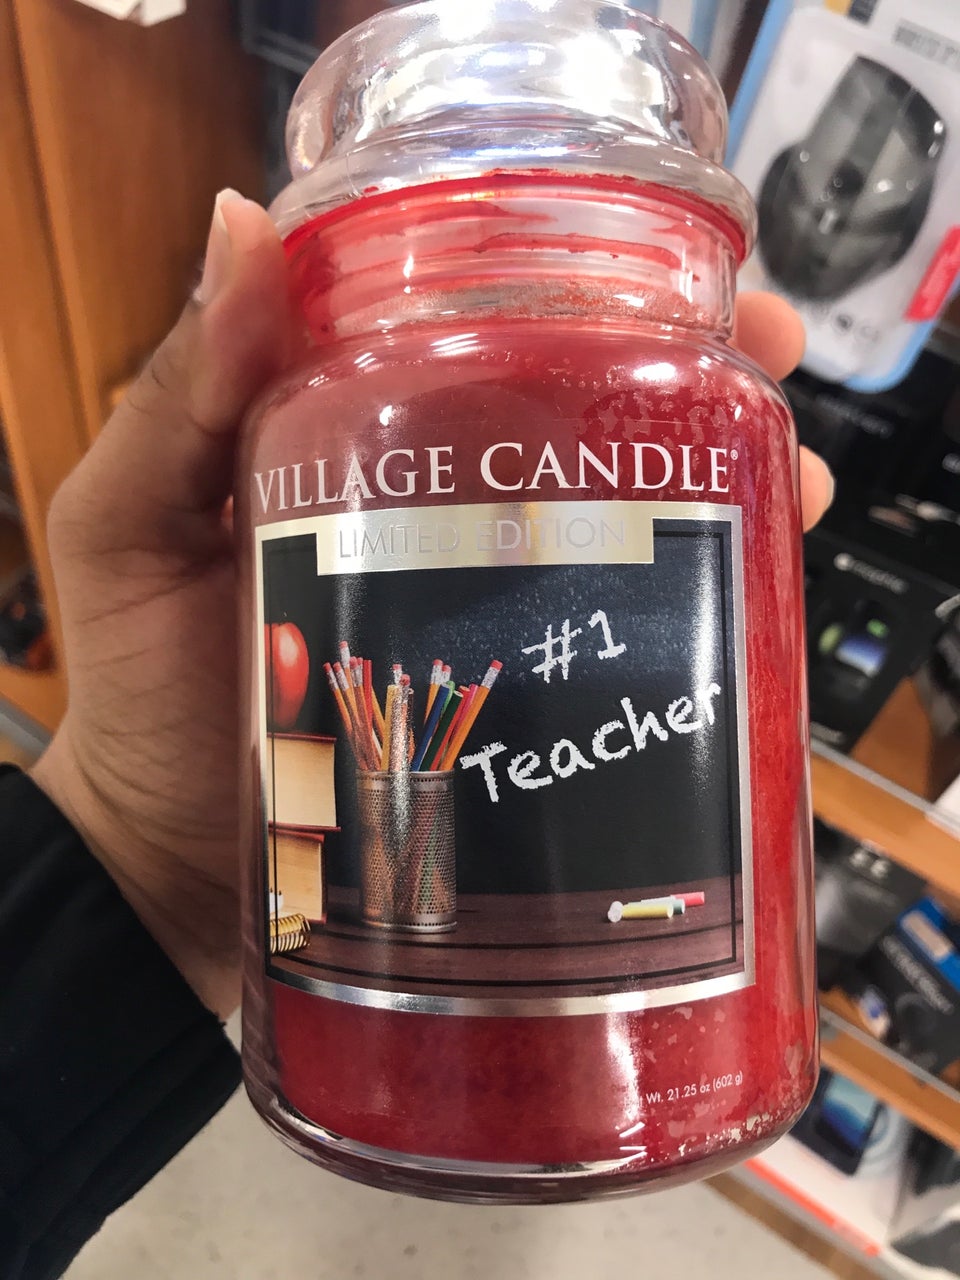 VILLAGE CANDLE®
LIMITED EDITION
#1
Teacher
Wt. 21.25 oz (602 g)